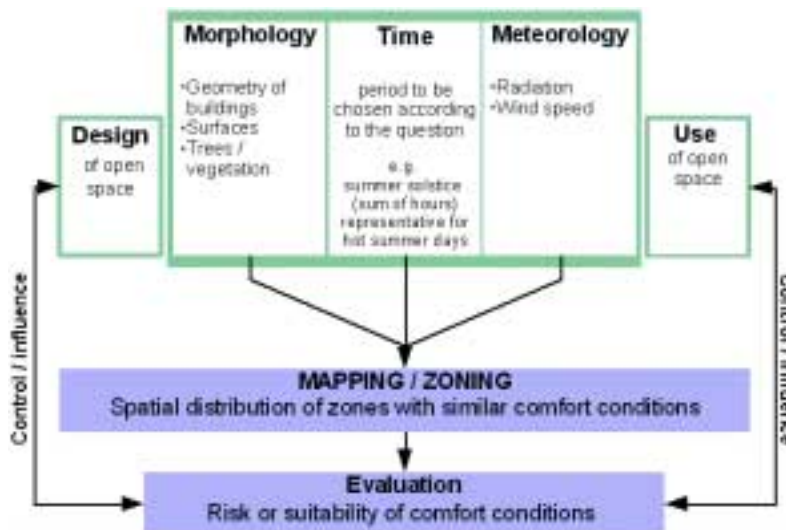 Morphology
•Geometry of
buildings
•Surfaces
•Trees /
vegetation
Time
period to be
chosen according
to the question
e.g.
summer solstice
(sum of hours)
representative for
hot summer days
Meteorology
•Radiation
•Wind speed
Design
of open
space
Use
of open
space
Control / influence
Control / influence
MAPPING / ZONING
Spatial distribution of zones with similar comfort conditions
Evaluation
Risk or suitability of comfort conditions